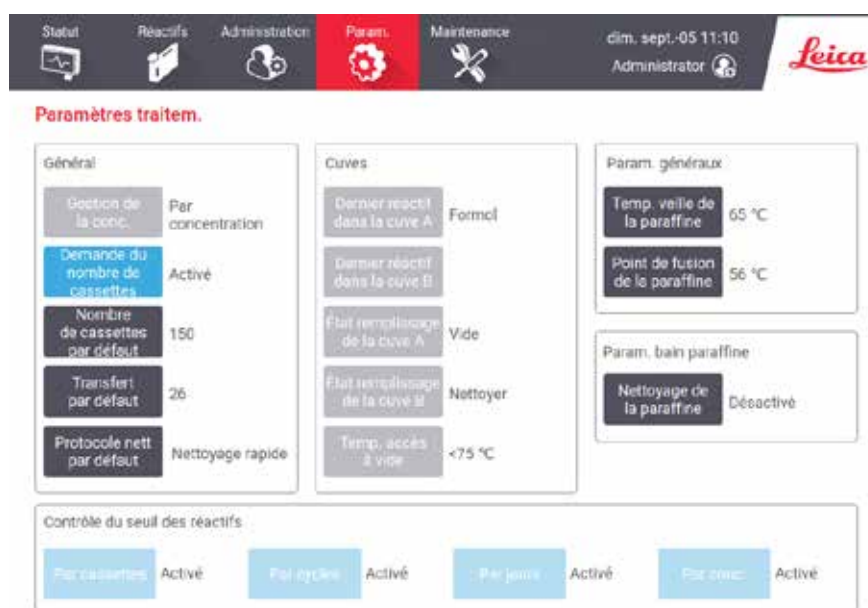 Statut
Réactifs
Administration
Param.
Maintenance
dim. sept.-05 11:10
Administrator
Leica
Paramètres traitem.
Général
Gestion de
la conc.
Par
concentration
Demande du
nombre de
cassettes
Activé
Nombre
de cassettes
par défaut
150
Transfert
par défaut
26
Protocole nett
par défaut
Nettoyage rapide
Cuves
Dernier réactif
dans la cuve A
Formol
Dernier réactif
dans la cuve B
État remplissage
de la cuve A
Vide
État remplissage
de la cuve B
Nettoyer
Temp. accès
à vide
<75 °C
Param. généraux
Temp. veille de
la paraffine
65 °C
Point de fusion
de la paraffine
56 °C
Param. bain paraffine
Nettoyage de
la paraffine
Désactivé
Contrôle du seuil des réactifs
Par cassettes
Activé
Par cycles
Activé
Par jours
Activé
Par conc.
Activé